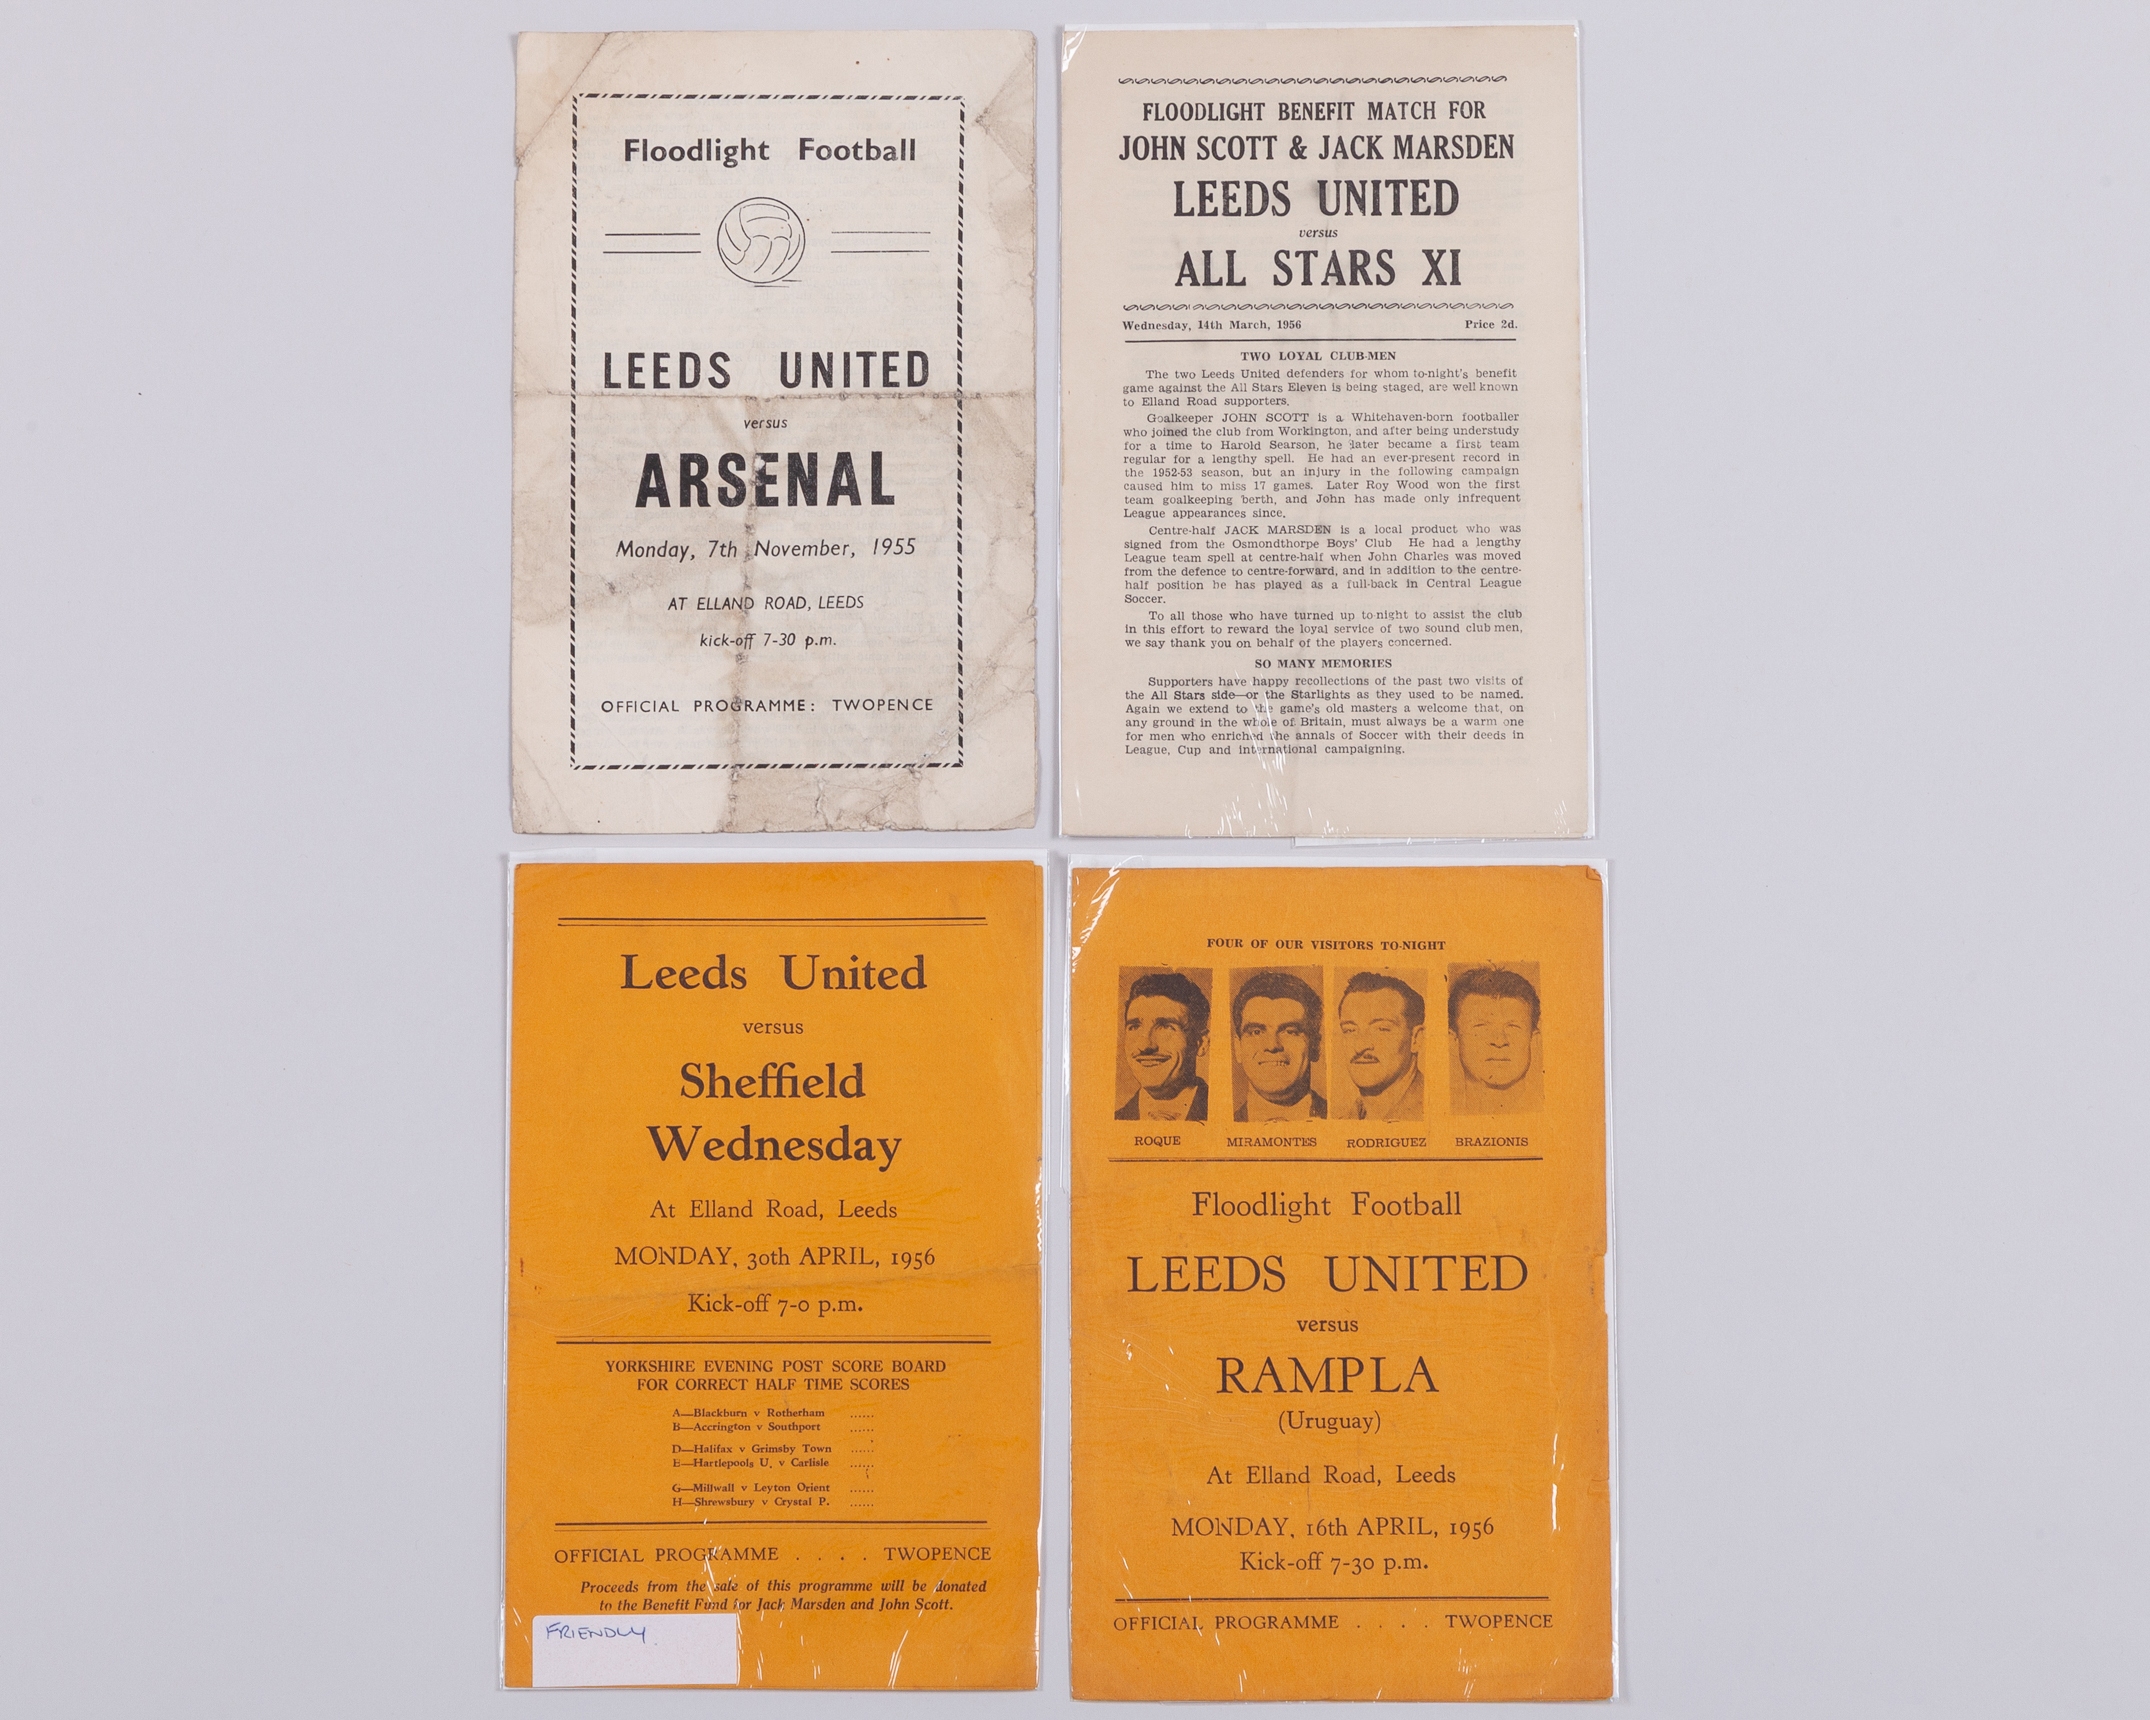 Floodlight Football
LEEDS UNITED
versus
ARSENAL
Monday, 7th November, 1955
AT ELLAND ROAD, LEEDS
kick-off 7-30 p.m.
OFFICIAL PROGRAMME: TWOPENCE
FLOODLIGHT BENEFIT MATCH FOR
JOHN SCOTT & JACK MARSDEN
LEEDS UNITED
versus
ALL STARS XI
Wednesday, 14th March, 1956 Price 2d.
TWO LOYAL CLUB-MEN
The two Leeds United defenders for whom to-night's benefit
game against the All Stars Eleven is being staged, are well known
to Elland Road supporters.
Goalkeeper JOHN SCOTT is a Whitehaven-born footballer
who joined the club from Workington, and after being understudy
for a time to Harold Searson, he later became a first team
regular for a lengthy spell. He had an ever-present record in
the 1952-53 season, but an injury in the following campaign
caused him to miss 17 games. Later Roy Wood won the first
team goalkeeping berth, and John has made only infrequent
League appearances since.
Centre-half JACK MARSDEN is a local product who was
signed from the Osmondthorpe Boys' Club He had a lengthy
League team spell at centre-half when John Charles was moved
from the defence to centre-forward, and in addition to the centre-
half position he has played as a full-back in Central League
Soccer.
To all those who have turned up to-night to assist the club
in this effort to reward the loyal service of two sound club men,
we say thank you on behalf of the players concerned.
SO MANY MEMORIES
Supporters have happy recollections of the past two visits of
the All Stars side—or the Starlights as they used to be named.
Again we extend to the game's old masters a welcome that, on
any ground in the whole of Britain, must always be a warm one
for men who enriched the annals of Soccer with their deeds in
League, Cup and international campaigning.
Leeds United
versus
Sheffield
Wednesday
At Elland Road, Leeds
MONDAY, 30th APRIL, 1956
Kick-off 7-0 p.m.
YORKSHIRE EVENING POST SCORE BOARD
FOR CORRECT HALF TIME SCORES
A—Blackburn v Rotherham ......
B—Accrington v Southport ......
D—Halifax v Grimsby Town ......
E—Hartlepools U. v Carlisle ......
G—Millwall v Leyton Orient ......
H—Shrewsbury v Crystal P. ......
OFFICIAL PROGRAMME . . . . TWOPENCE
Proceeds from the sale of this programme will be donated
to the Benefit Fund for Jack Marsden and John Scott.
FRIENDLY.
FOUR OF OUR VISITORS TO-NIGHT
ROQUE MIRAMONTES RODRIGUEZ BRAZIONIS
Floodlight Football
LEEDS UNITED
versus
RAMPLA
(Uruguay)
At Elland Road, Leeds
MONDAY, 16th APRIL, 1956
Kick-off 7-30 p.m.
OFFICIAL PROGRAMME . . . . TWOPENCE